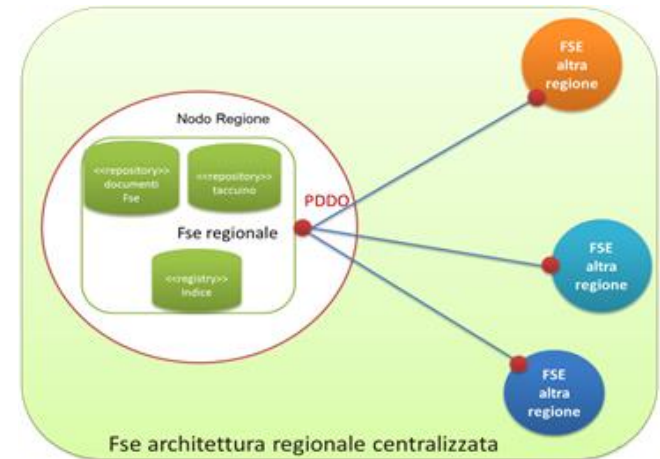 FSE
altra
regione
Nodo Regione
<<repository>>
documenti
Fse
<<repository>>
taccuino
PDDO
Fse regionale
<<registry>>
Indice
FSE
altra
regione
FSE
altra
regione
Fse architettura regionale centralizzata